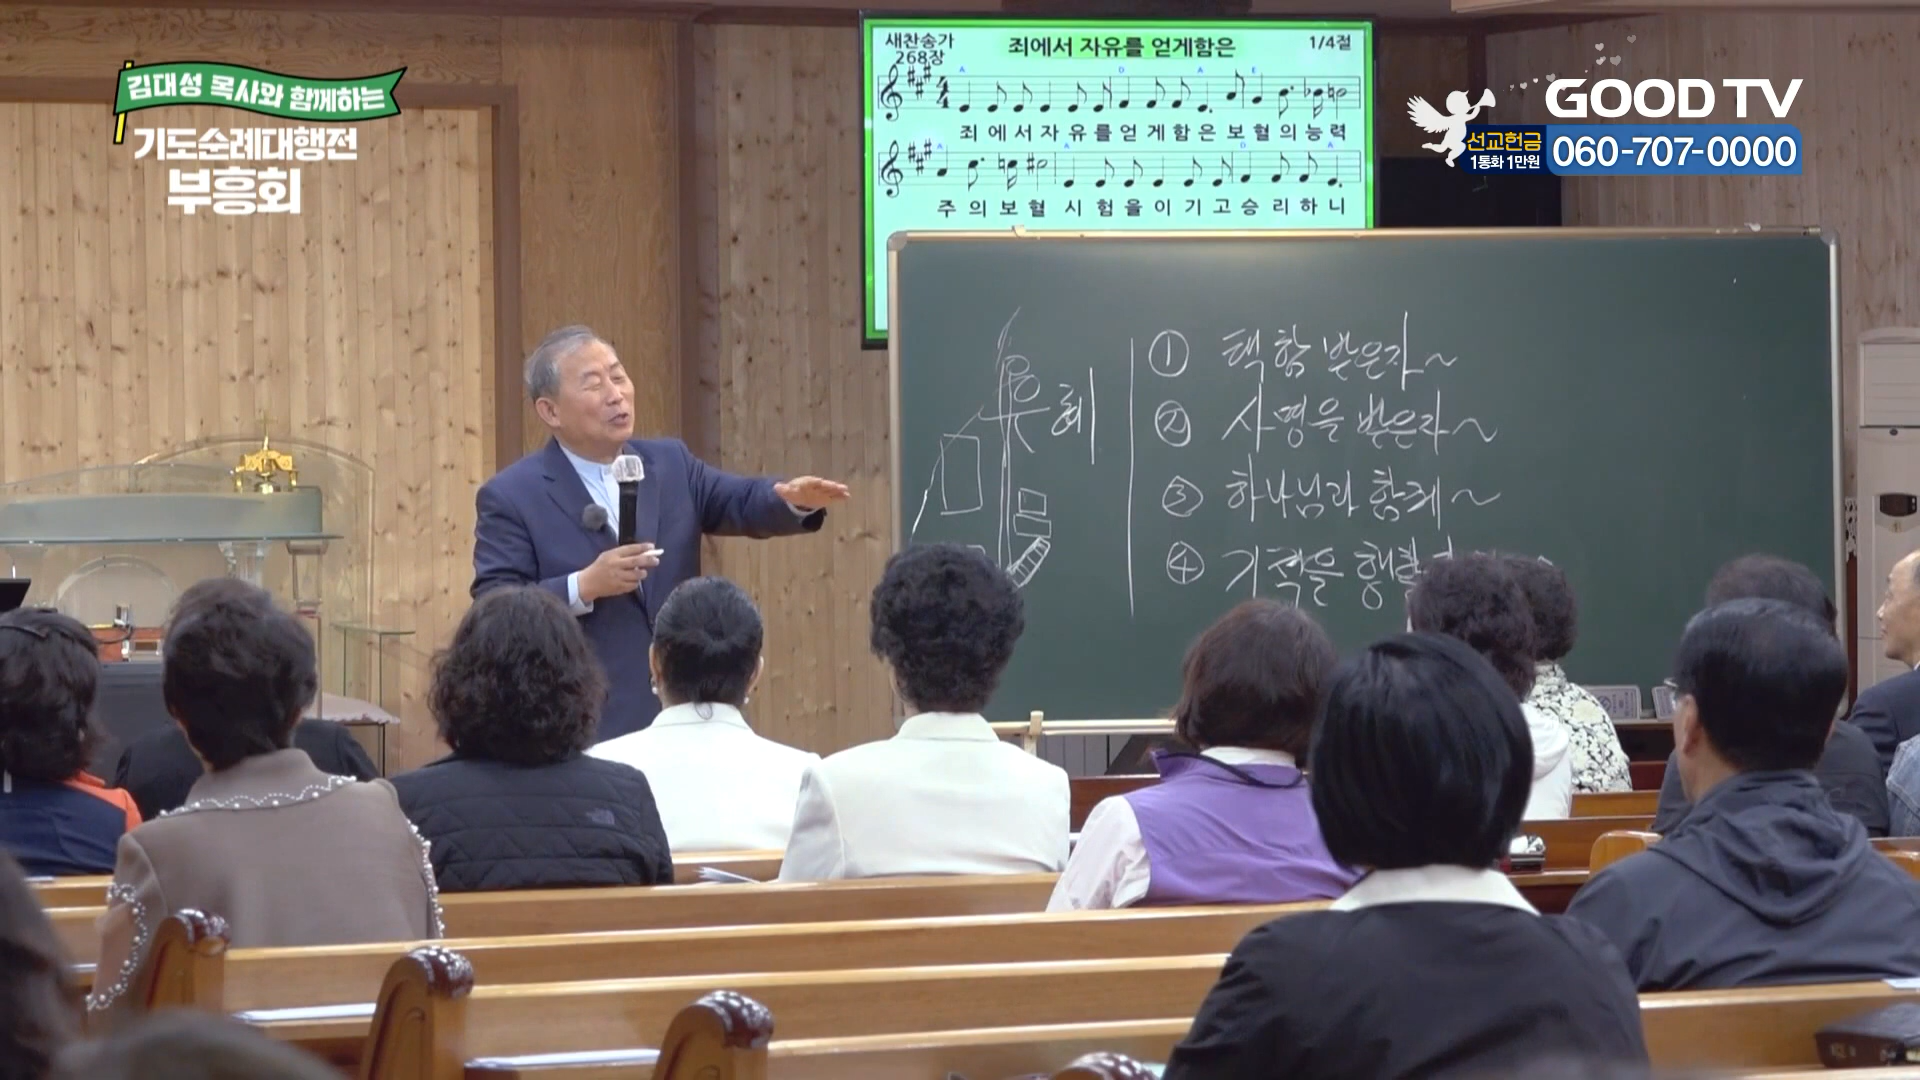 김대성 목사와 함께하는
기도순례대행전
부흥회
새찬송가
268장
죄에서 자유를 얻게함은
1/4절
죄에서자유를얻게함은보혈의능력
주의보혈시험을이기고승리하니
GOOD TV
선교헌금
1통화 1만원
060-707-0000
① 택함 받은자~
② 사명을 받은자~
③ 하나님과 함께~
④ 기적을 행할